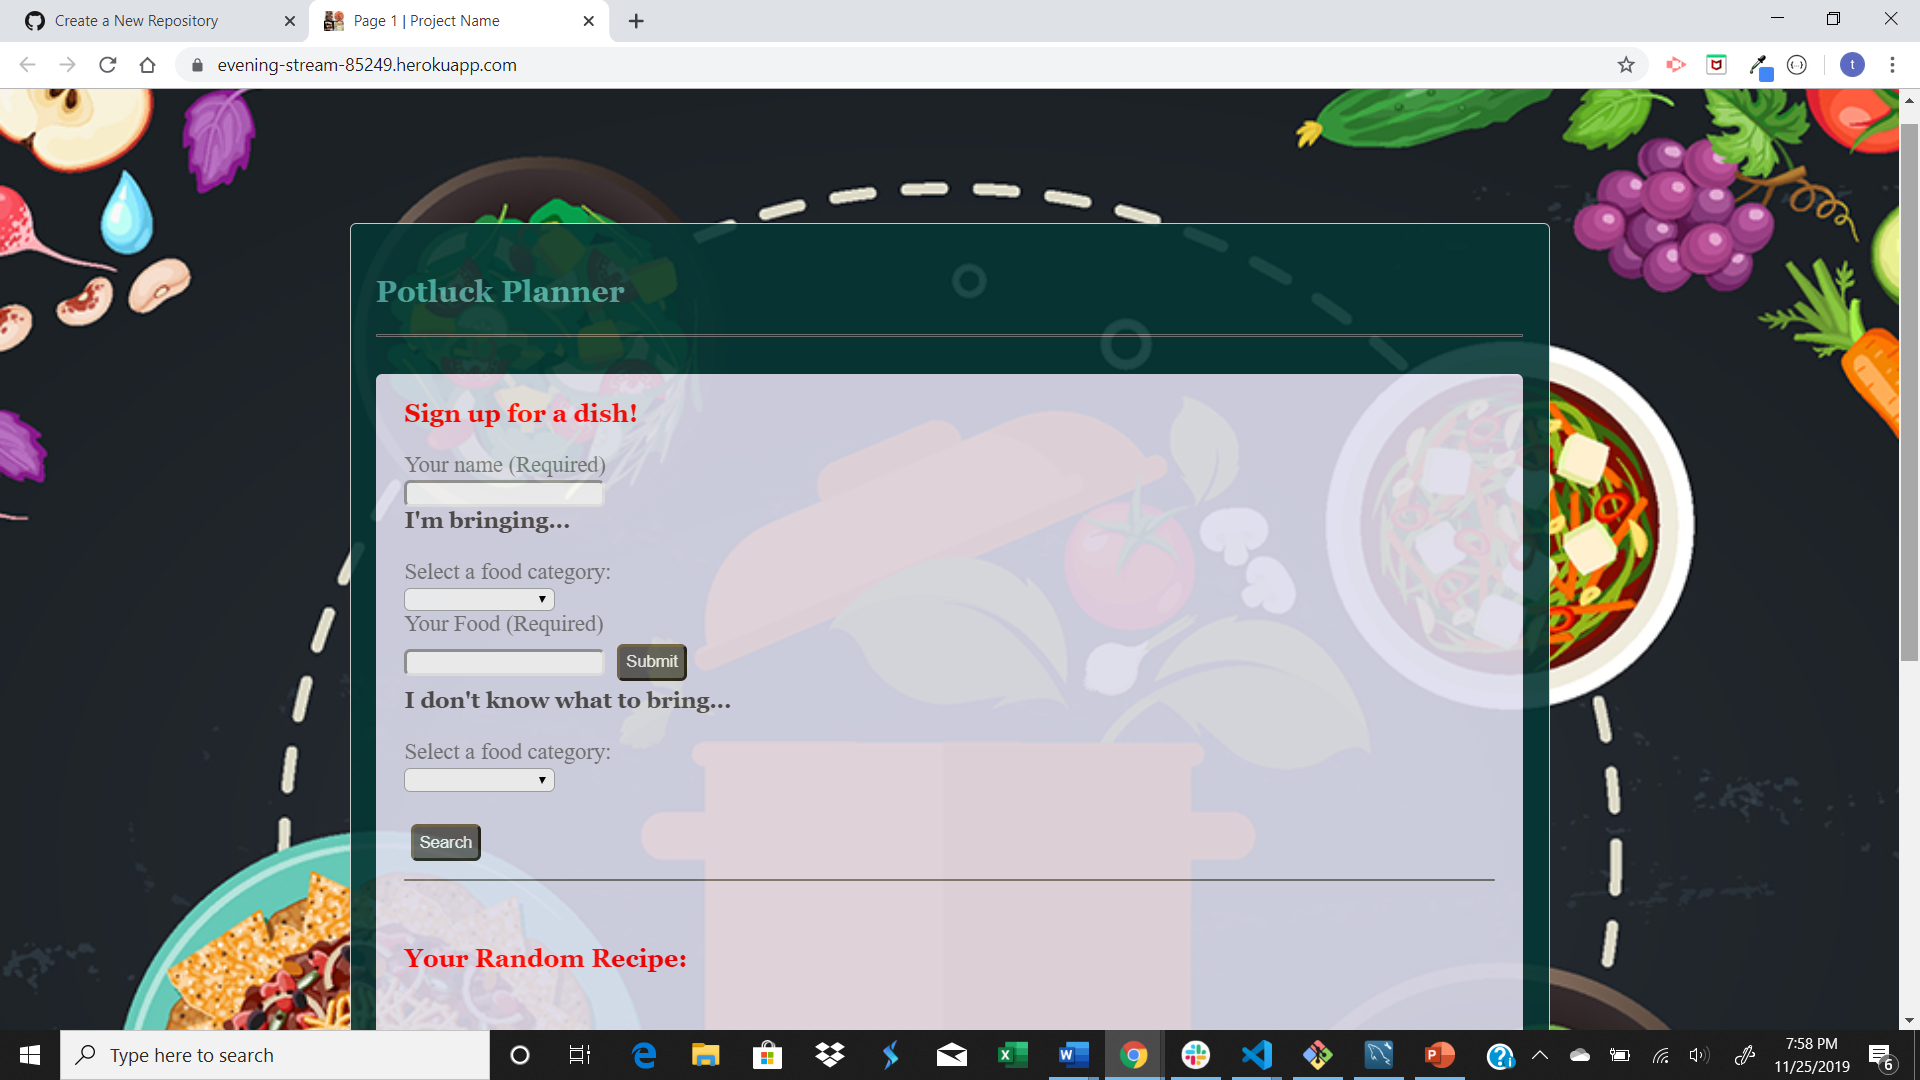 Create a New Repository
Page 1 | Project Name
evening-stream-85249.herokuapp.com
t
Potluck Planner
Sign up for a dish!
Your name (Required)
I'm bringing...
Select a food category:
Your Food (Required)
Submit
I don't know what to bring...
Select a food category:
Search
Your Random Recipe:
Type here to search
7:58 PM
11/25/2019
6